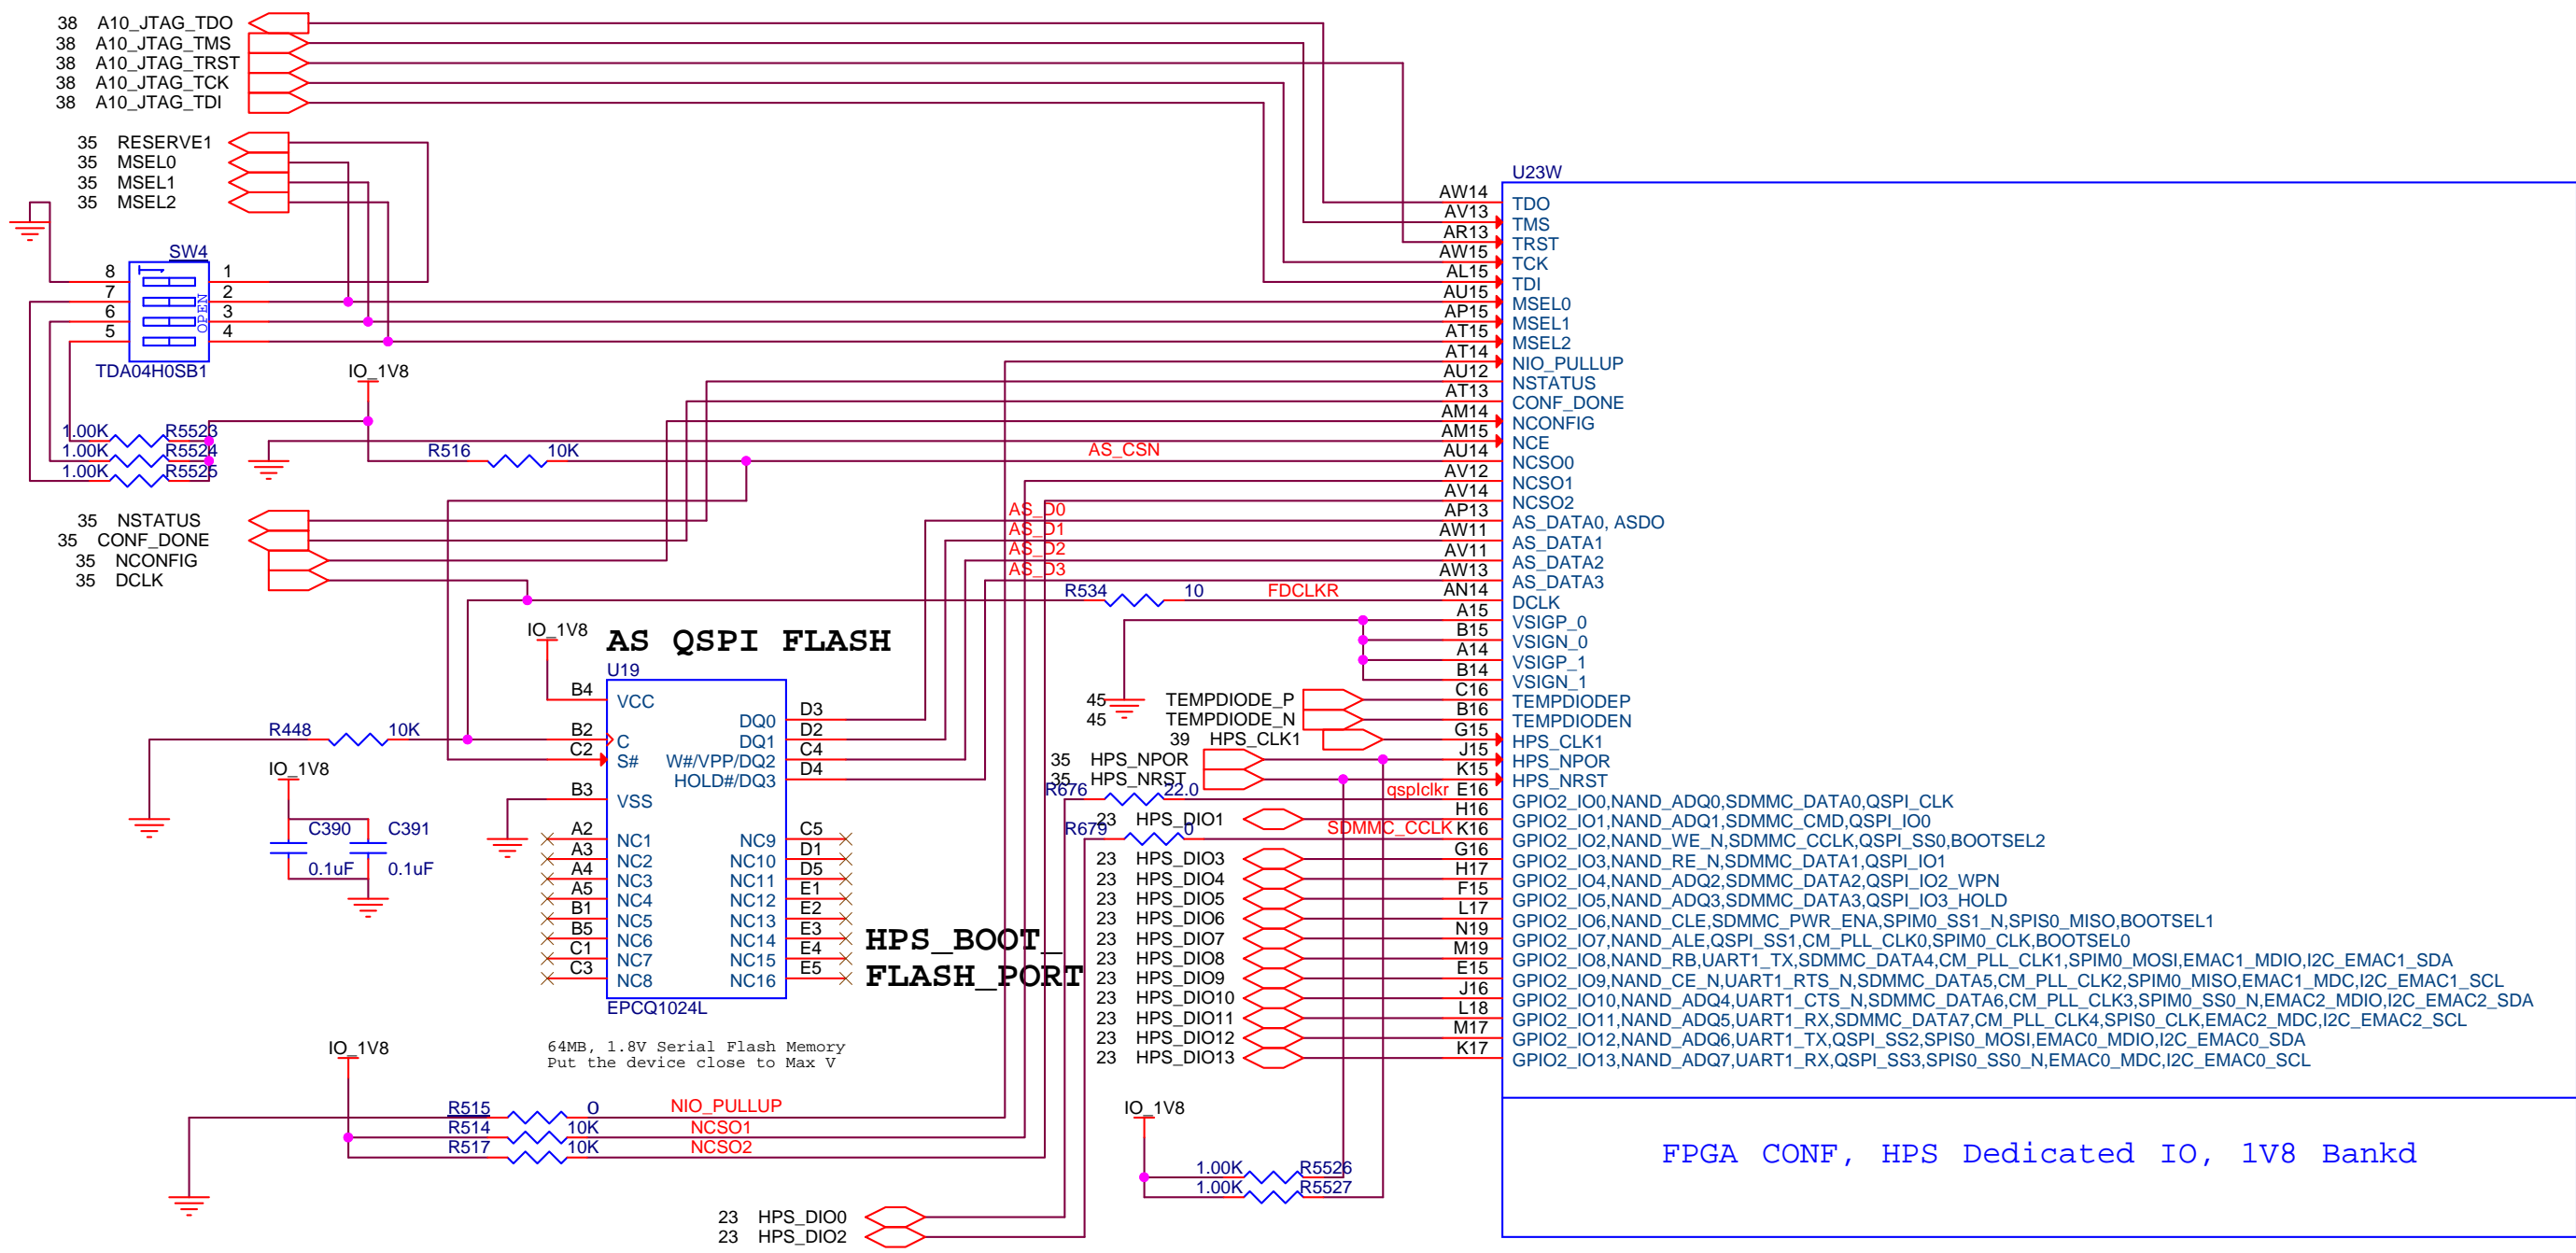 38 A10_JTAG_TDO
38 A10_JTAG_TMS
38 A10_JTAG_TRST
38 A10_JTAG_TCK
38 A10_JTAG_TDI
35 RESERVE1
35 MSEL0
35 MSEL1
35 MSEL2
SW4
8 1
7 2
6 3
5 4
OPEN
TDA04H0SB1
IO_1V8
1.00K R5523
1.00K R5524
1.00K R5525
R516 10K
AS_CSN
35 NSTATUS
35 CONF_DONE
35 NCONFIG
35 DCLK
AS_D0
AS_D1
AS_D2
AS_D3
R534 10 FDCLKR
IO_1V8
AS QSPI FLASH
U19
B4 VCC
B2 C
C2 S#
B3 VSS
A2 NC1
A3 NC2
A4 NC3
A5 NC4
B1 NC5
B5 NC6
C1 NC7
C3 NC8
DQ0 D3
DQ1 D2
W#/VPP/DQ2 C4
HOLD#/DQ3 D4
NC9 C5
NC10 D1
NC11 D5
NC12 E1
NC13 E2
NC14 E3
NC15 E4
NC16 E5
EPCQ1024L
R448 10K
IO_1V8
C390 C391
0.1uF 0.1uF
HPS_BOOT_
FLASH_PORT
64MB, 1.8V Serial Flash Memory
Put the device close to Max V
IO_1V8
R515 0 NIO_PULLUP
R514 10K NCSO1
R517 10K NCSO2
23 HPS_DIO0
23 HPS_DIO2
45 TEMPDIODE_P
45 TEMPDIODE_N
39 HPS_CLK1
35 HPS_NPOR
35 HPS_NRST
R676 22.0 qspIclkr
23 HPS_DIO1
R679 0 SDMMC_CCLK
23 HPS_DIO3
23 HPS_DIO4
23 HPS_DIO5
23 HPS_DIO6
23 HPS_DIO7
23 HPS_DIO8
23 HPS_DIO9
23 HPS_DIO10
23 HPS_DIO11
23 HPS_DIO12
23 HPS_DIO13
IO_1V8
1.00K R5526
1.00K R5527
U23W
AW14 TDO
AV13 TMS
AR13 TRST
AW15 TCK
AL15 TDI
AU15 MSEL0
AP15 MSEL1
AT15 MSEL2
AT14 NIO_PULLUP
AU12 NSTATUS
AT13 CONF_DONE
AM14 NCONFIG
AM15 NCE
AU14 NCSO0
AV12 NCSO1
AV14 NCSO2
AP13 AS_DATA0, ASDO
AW11 AS_DATA1
AV11 AS_DATA2
AW13 AS_DATA3
AN14 DCLK
A15 VSIGP_0
B15 VSIGN_0
A14 VSIGP_1
B14 VSIGN_1
C16 TEMPDIODEP
B16 TEMPDIODEN
G15 HPS_CLK1
J15 HPS_NPOR
K15 HPS_NRST
E16 GPIO2_IO0,NAND_ADQ0,SDMMC_DATA0,QSPI_CLK
H16 GPIO2_IO1,NAND_ADQ1,SDMMC_CMD,QSPI_IO0
K16 GPIO2_IO2,NAND_WE_N,SDMMC_CCLK,QSPI_SS0,BOOTSEL2
G16 GPIO2_IO3,NAND_RE_N,SDMMC_DATA1,QSPI_IO1
H17 GPIO2_IO4,NAND_ADQ2,SDMMC_DATA2,QSPI_IO2_WPN
F15 GPIO2_IO5,NAND_ADQ3,SDMMC_DATA3,QSPI_IO3_HOLD
L17 GPIO2_IO6,NAND_CLE,SDMMC_PWR_ENA,SPIM0_SS1_N,SPIS0_MISO,BOOTSEL1
N19 GPIO2_IO7,NAND_ALE,QSPI_SS1,CM_PLL_CLK0,SPIM0_CLK,BOOTSEL0
M19 GPIO2_IO8,NAND_RB,UART1_TX,SDMMC_DATA4,CM_PLL_CLK1,SPIM0_MOSI,EMAC1_MDIO,I2C_EMAC1_SDA
E15 GPIO2_IO9,NAND_CE_N,UART1_RTS_N,SDMMC_DATA5,CM_PLL_CLK2,SPIM0_MISO,EMAC1_MDC,I2C_EMAC1_SCL
J16 GPIO2_IO10,NAND_ADQ4,UART1_CTS_N,SDMMC_DATA6,CM_PLL_CLK3,SPIM0_SS0_N,EMAC2_MDIO,I2C_EMAC2_SDA
L18 GPIO2_IO11,NAND_ADQ5,UART1_RX,SDMMC_DATA7,CM_PLL_CLK4,SPIS0_CLK,EMAC2_MDC,I2C_EMAC2_SCL
M17 GPIO2_IO12,NAND_ADQ6,UART1_TX,QSPI_SS2,SPIS0_MOSI,EMAC0_MDIO,I2C_EMAC0_SDA
K17 GPIO2_IO13,NAND_ADQ7,UART1_RX,QSPI_SS3,SPIS0_SS0_N,EMAC0_MDC,I2C_EMAC0_SCL
FPGA CONF, HPS Dedicated IO, 1V8 Bankd